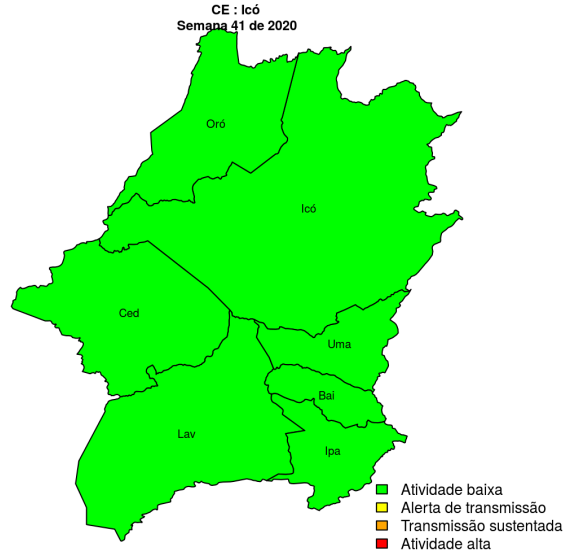 CE : Icó
Semana 41 de 2020
Oró
Icó
Ced
Uma
Bai
Lav
Ipa
Atividade baixa
Alerta de transmissão
Transmissão sustentada
Atividade alta